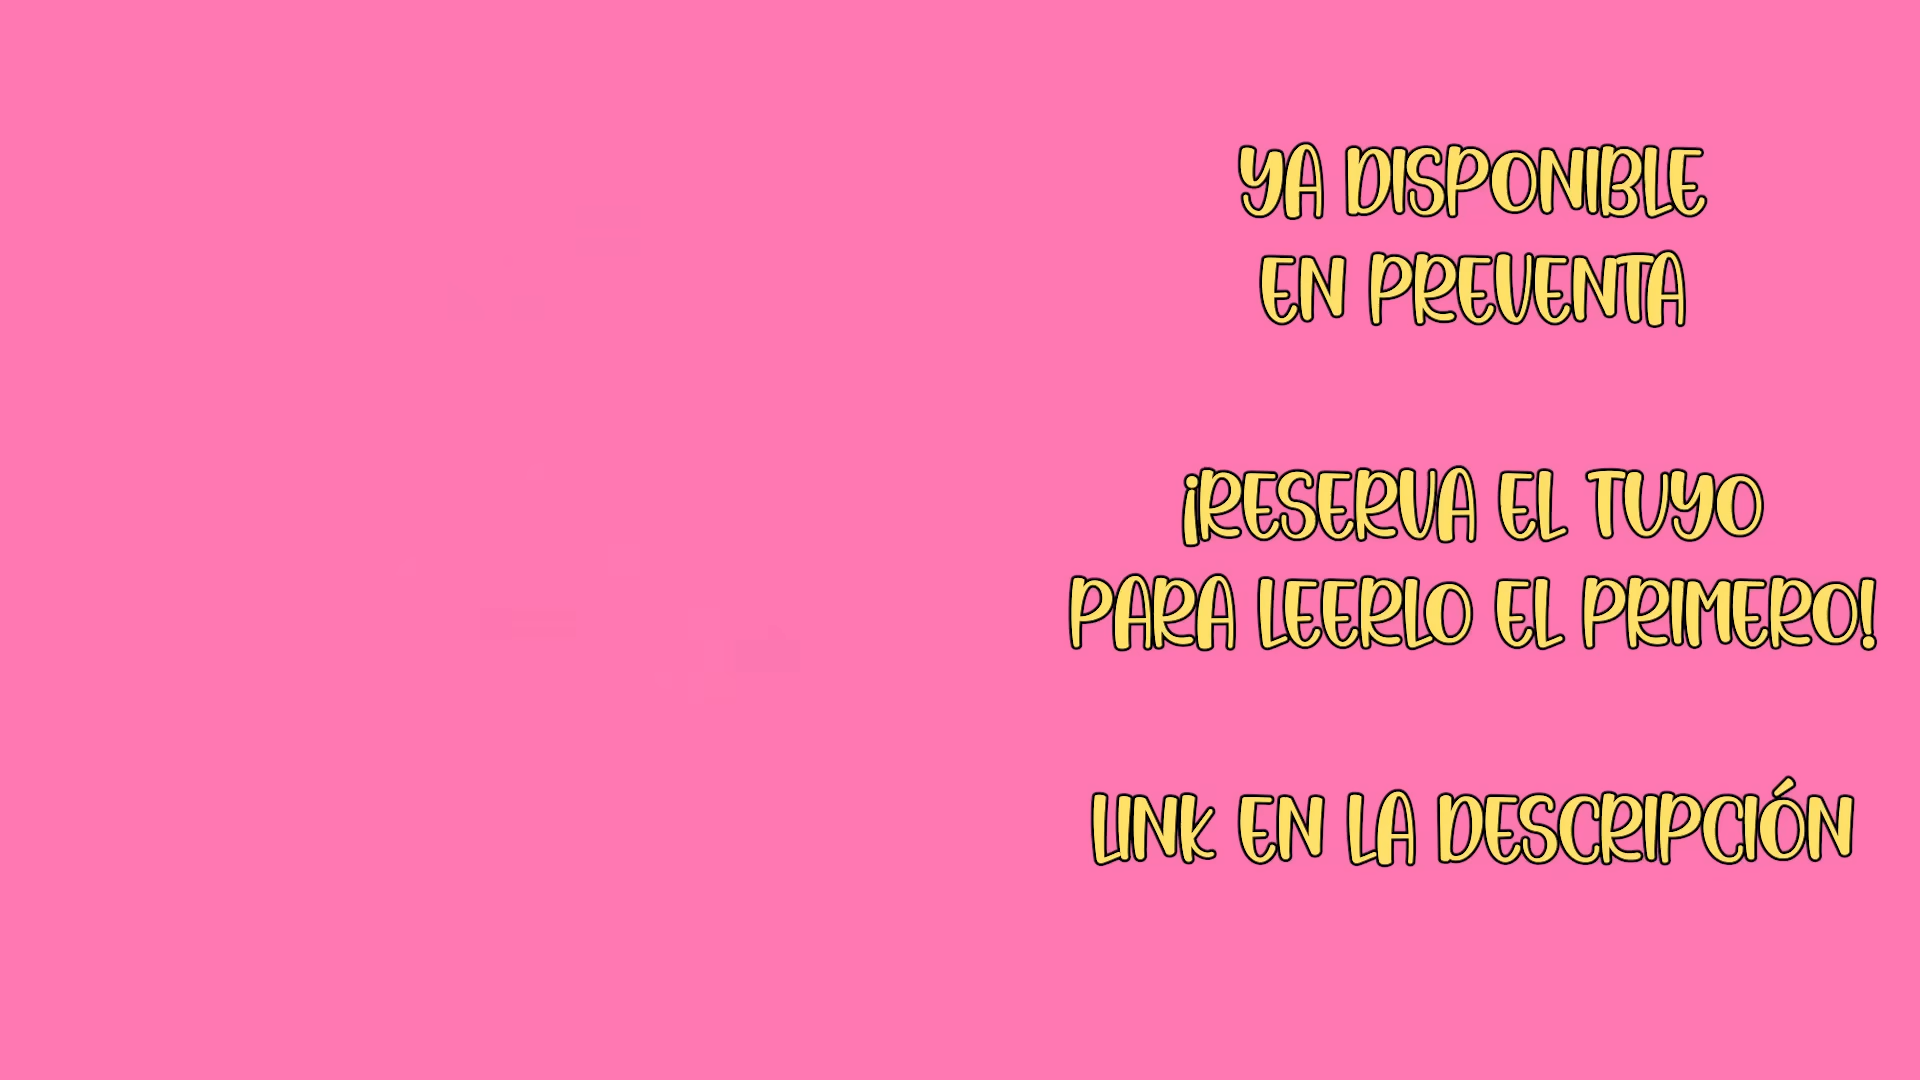 YA DISPONIBLE
EN PREVENTA
¡RESERVA EL TUYO
PARA LEERLO EL PRIMERO!
LINK EN LA DESCRIPCIÓN